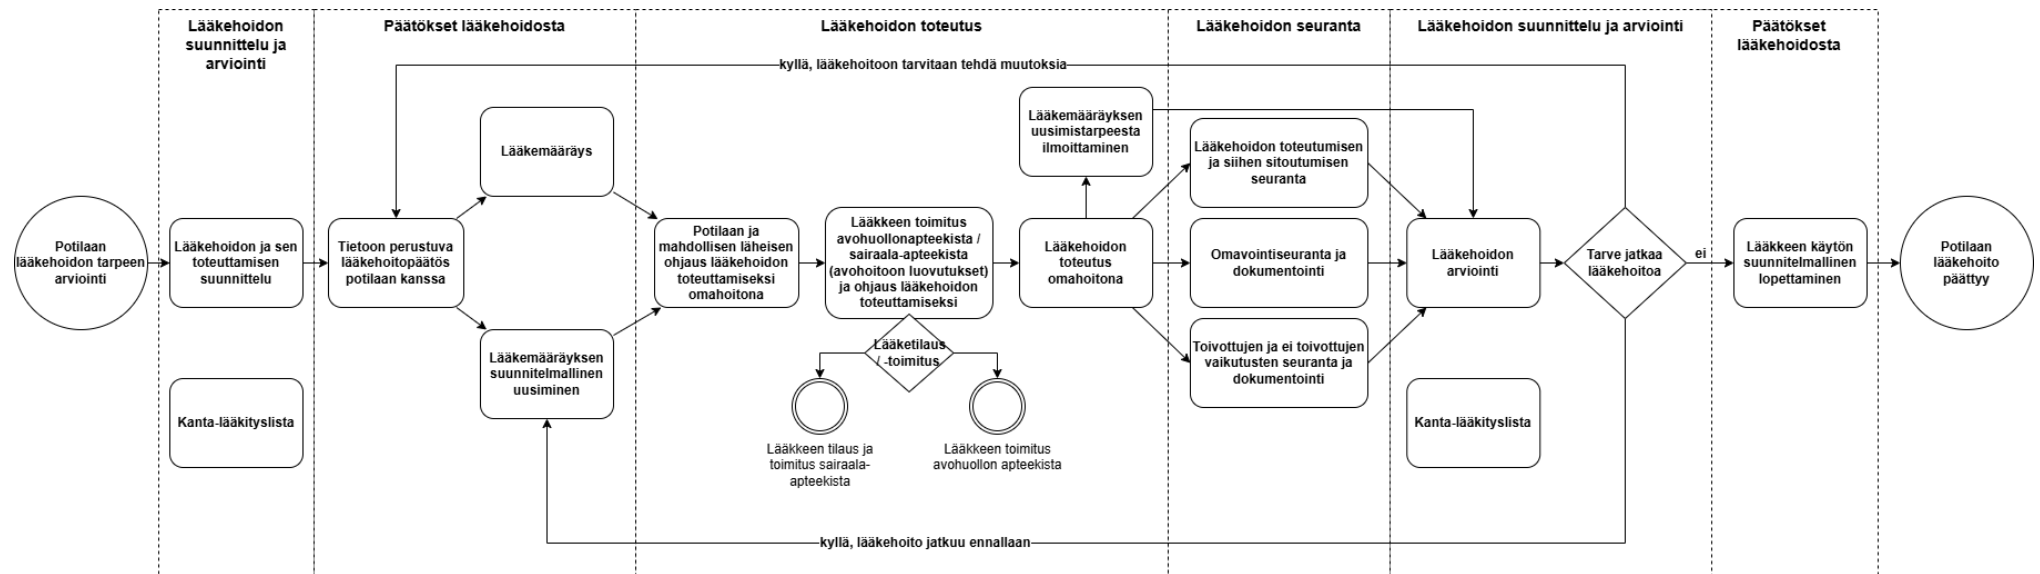 Lääkehoidon
suunnittelu ja
arviointi
Päätökset lääkehoidosta
Lääkehoidon toteutus
Lääkehoidon seuranta
Lääkehoidon suunnittelu ja arviointi
Päätökset
lääkehoidosta
kyllä, lääkehoitoon tarvitaan tehdä muutoksia
Potilaan
lääkehoidon tarpeen
arviointi
Lääkehoidon ja sen
toteuttamisen
suunnittelu
Kanta-lääkityslista
Tietoon perustuva
lääkehoitopäätös
potilaan kanssa
Lääkemääräys
Lääkemääräyksen
suunnitelmallinen
uusiminen
Potilaan ja
mahdollisen läheisen
ohjaus lääkehoidon
toteuttamiseksi
omahoitona
Lääkkeen toimitus
avohuollonapteekista /
sairaala-apteekista
(avohoitoon luovutukset)
ja ohjaus lääkehoidon
toteuttamiseksi
Lääketilaus
/ -toimitus
Lääkkeen tilaus ja
toimitus sairaala-
apteekista
Lääkkeen toimitus
avohuollon apteekista
Lääkemääräyksen
uusimistarpeesta
ilmoittaminen
Lääkehoidon
toteutus
omahoitona
Lääkehoidon toteutumisen
ja siihen sitoutumisen
seuranta
Omavointiseuranta ja
dokumentointi
Toivottujen ja ei toivottujen
vaikutusten seuranta ja
dokumentointi
Lääkehoidon
arviointi
Kanta-lääkityslista
Tarve jatkaa
lääkehoitoa
ei
Lääkkeen käytön
suunnitelmallinen
lopettaminen
Potilaan
lääkehoito
päättyy
kyllä, lääkehoito jatkuu ennallaan